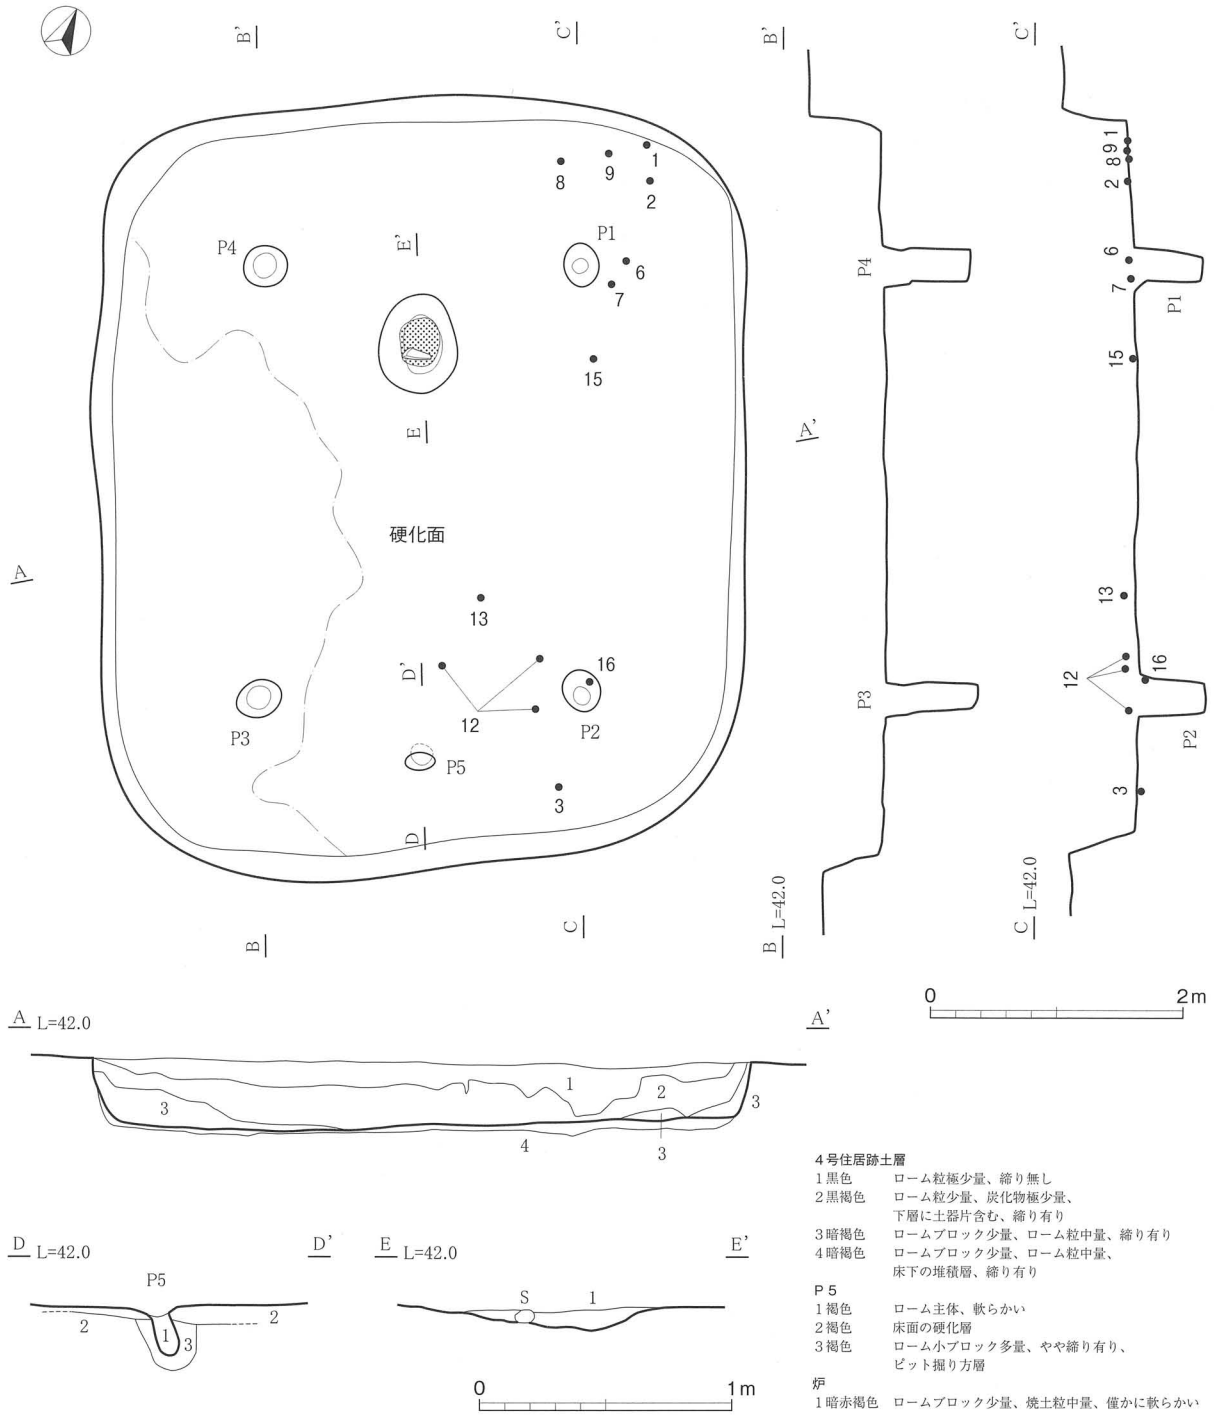 B'
C'
B'
C'
1
9
8
2
8
9
1
2
P4
E'
P1
6
7
P4
6
7
P1
15
15
E
A'
硬化面
A
13
13
D'
16
12
12
16
P3
P2
P3
P2
P5
3
3
D
B
C
B L=42.0
C L=42.0
0 2m
A L=42.0 A'
1
2
3
3
4
3
D L=42.0 D'
E L=42.0 E'
P5
2
1
3
2
S
1
0 1m
4号住居跡土層
1黒色 ローム粒極少量、締り無し
2黒褐色 ローム粒少量、炭化物極少量、
下層に土器片含む、締り有り
3暗褐色 ロームブロック少量、ローム粒中量、締り有り
4暗褐色 ロームブロック少量、ローム粒中量、
床下の堆積層、締り有り
P5
1褐色 ローム主体、軟らかい
2褐色 床面の硬化層
3褐色 ローム小ブロック多量、やや締り有り、
ピット掘り方層
炉
1暗赤褐色 ロームブロック少量、焼土粒中量、僅かに軟らかい